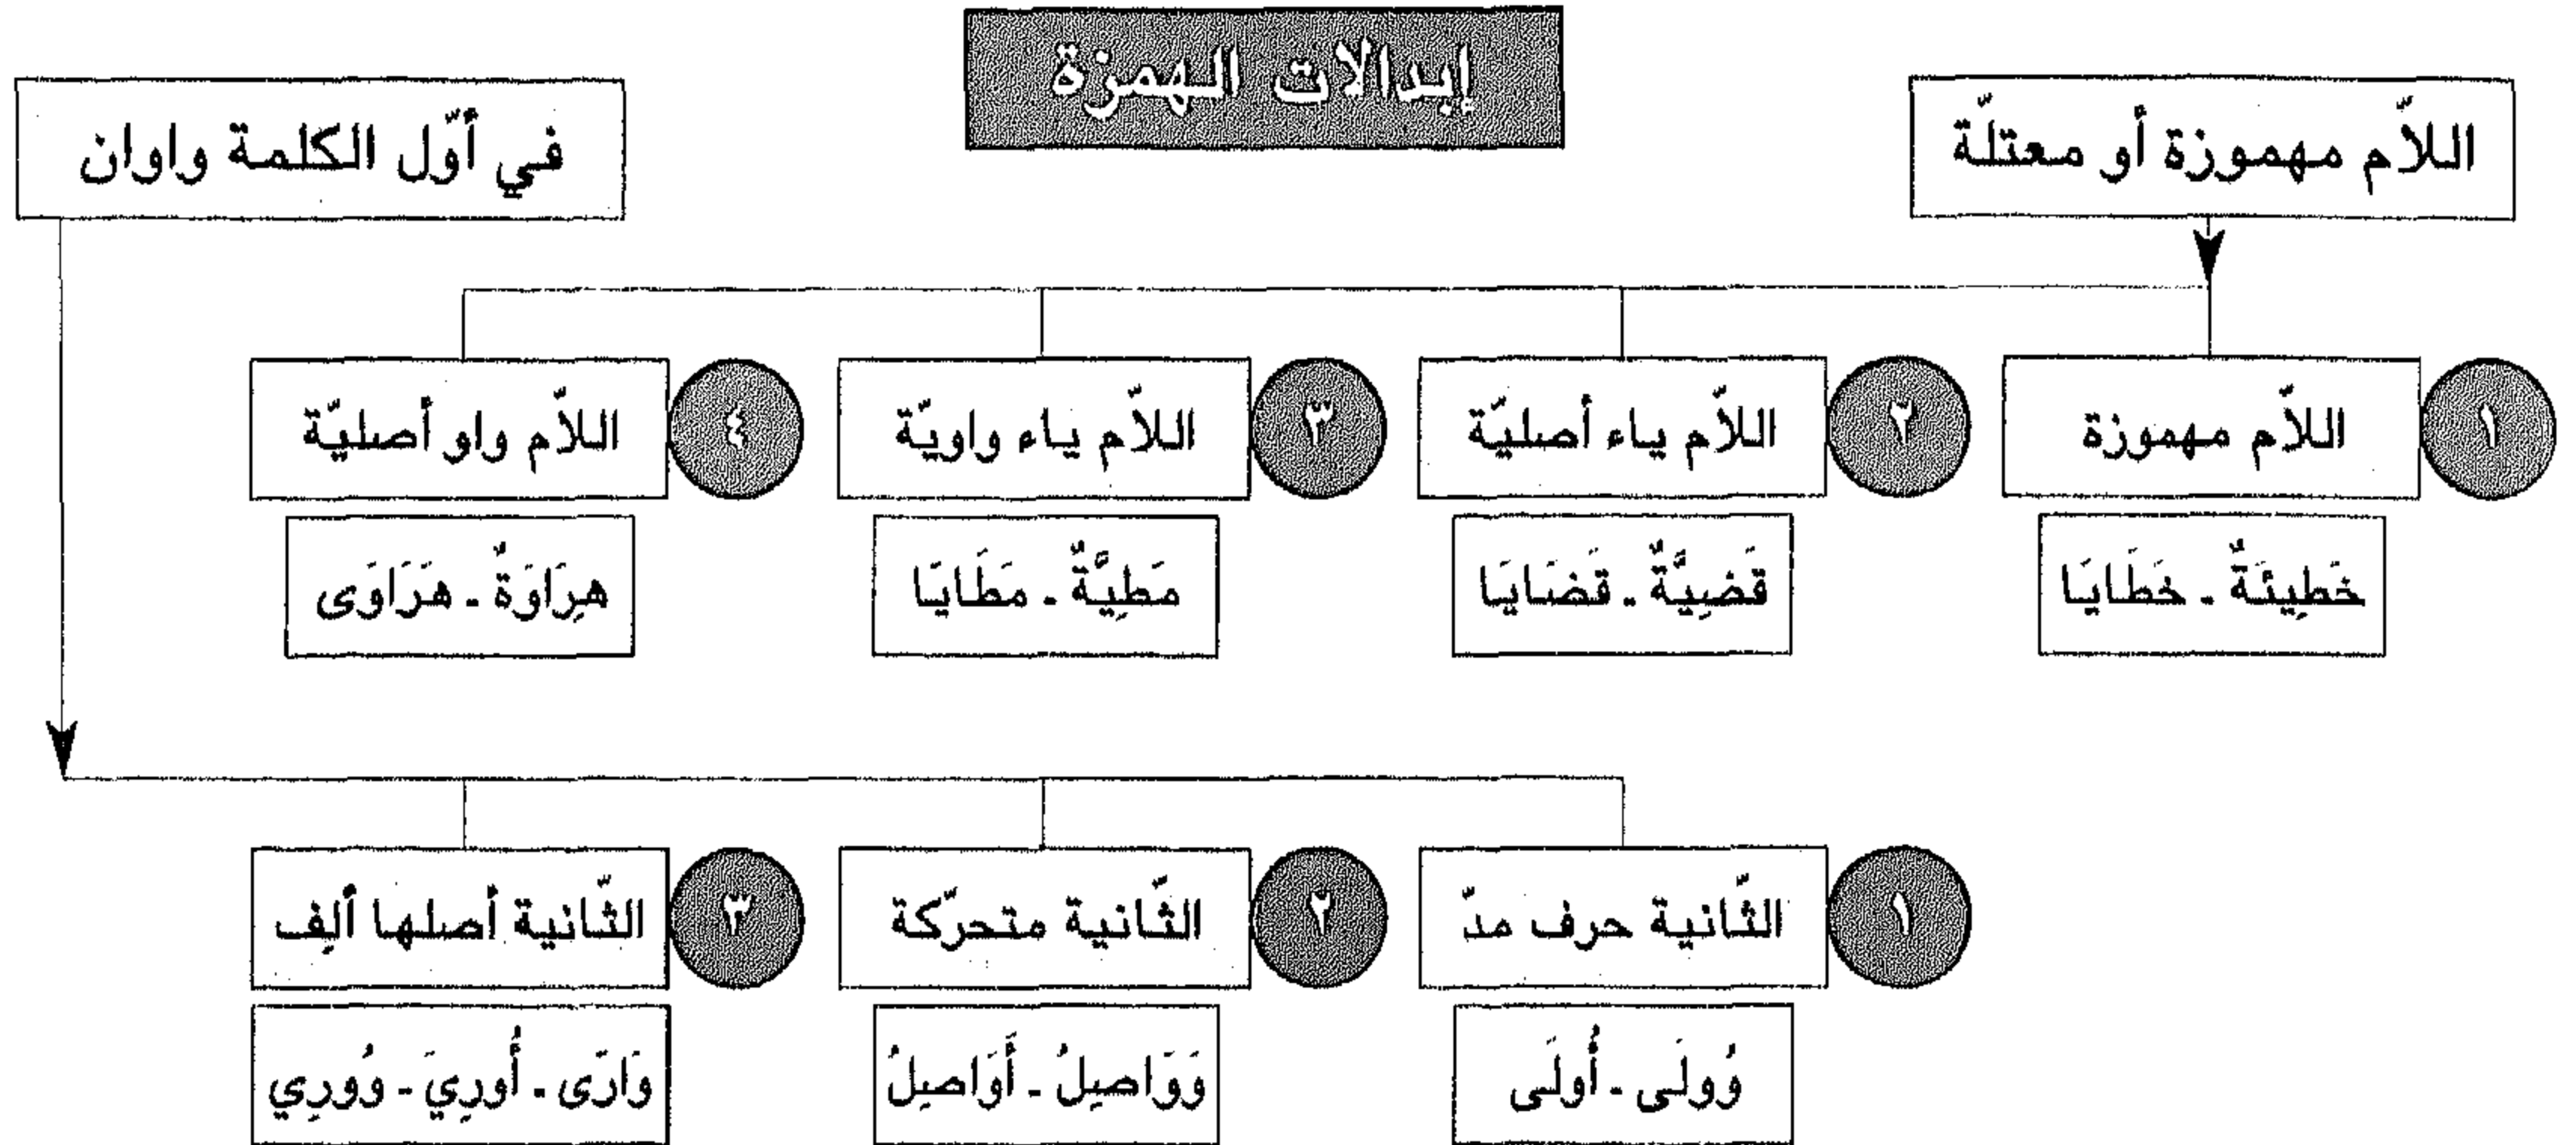 إبدالات الهمزة
اللاّم مهموزة أو معتلّة
في أوّل الكلمة واوان
١ اللاّم مهموزة
٢ اللاّم ياء أصليّة
٣ اللاّم ياء واويّة
٤ اللاّم واو أصليّة
خَطِيئَةٌ ـ خَطَايَا
قَضِيَّةٌ ـ قَضَايَا
مَطِيَّةٌ ـ مَطَايَا
هِرَاوَةٌ ـ هَرَاوَى
١ الثّانية حرف مدّ
٢ الثّانية متحرّكة
٣ الثّانية أصلها ألِف
وُولَى ـ أُولَى
وَوَاصِلُ ـ أَوَاصِلُ
وَارَى ـ أُورِيَ ـ وُورِي